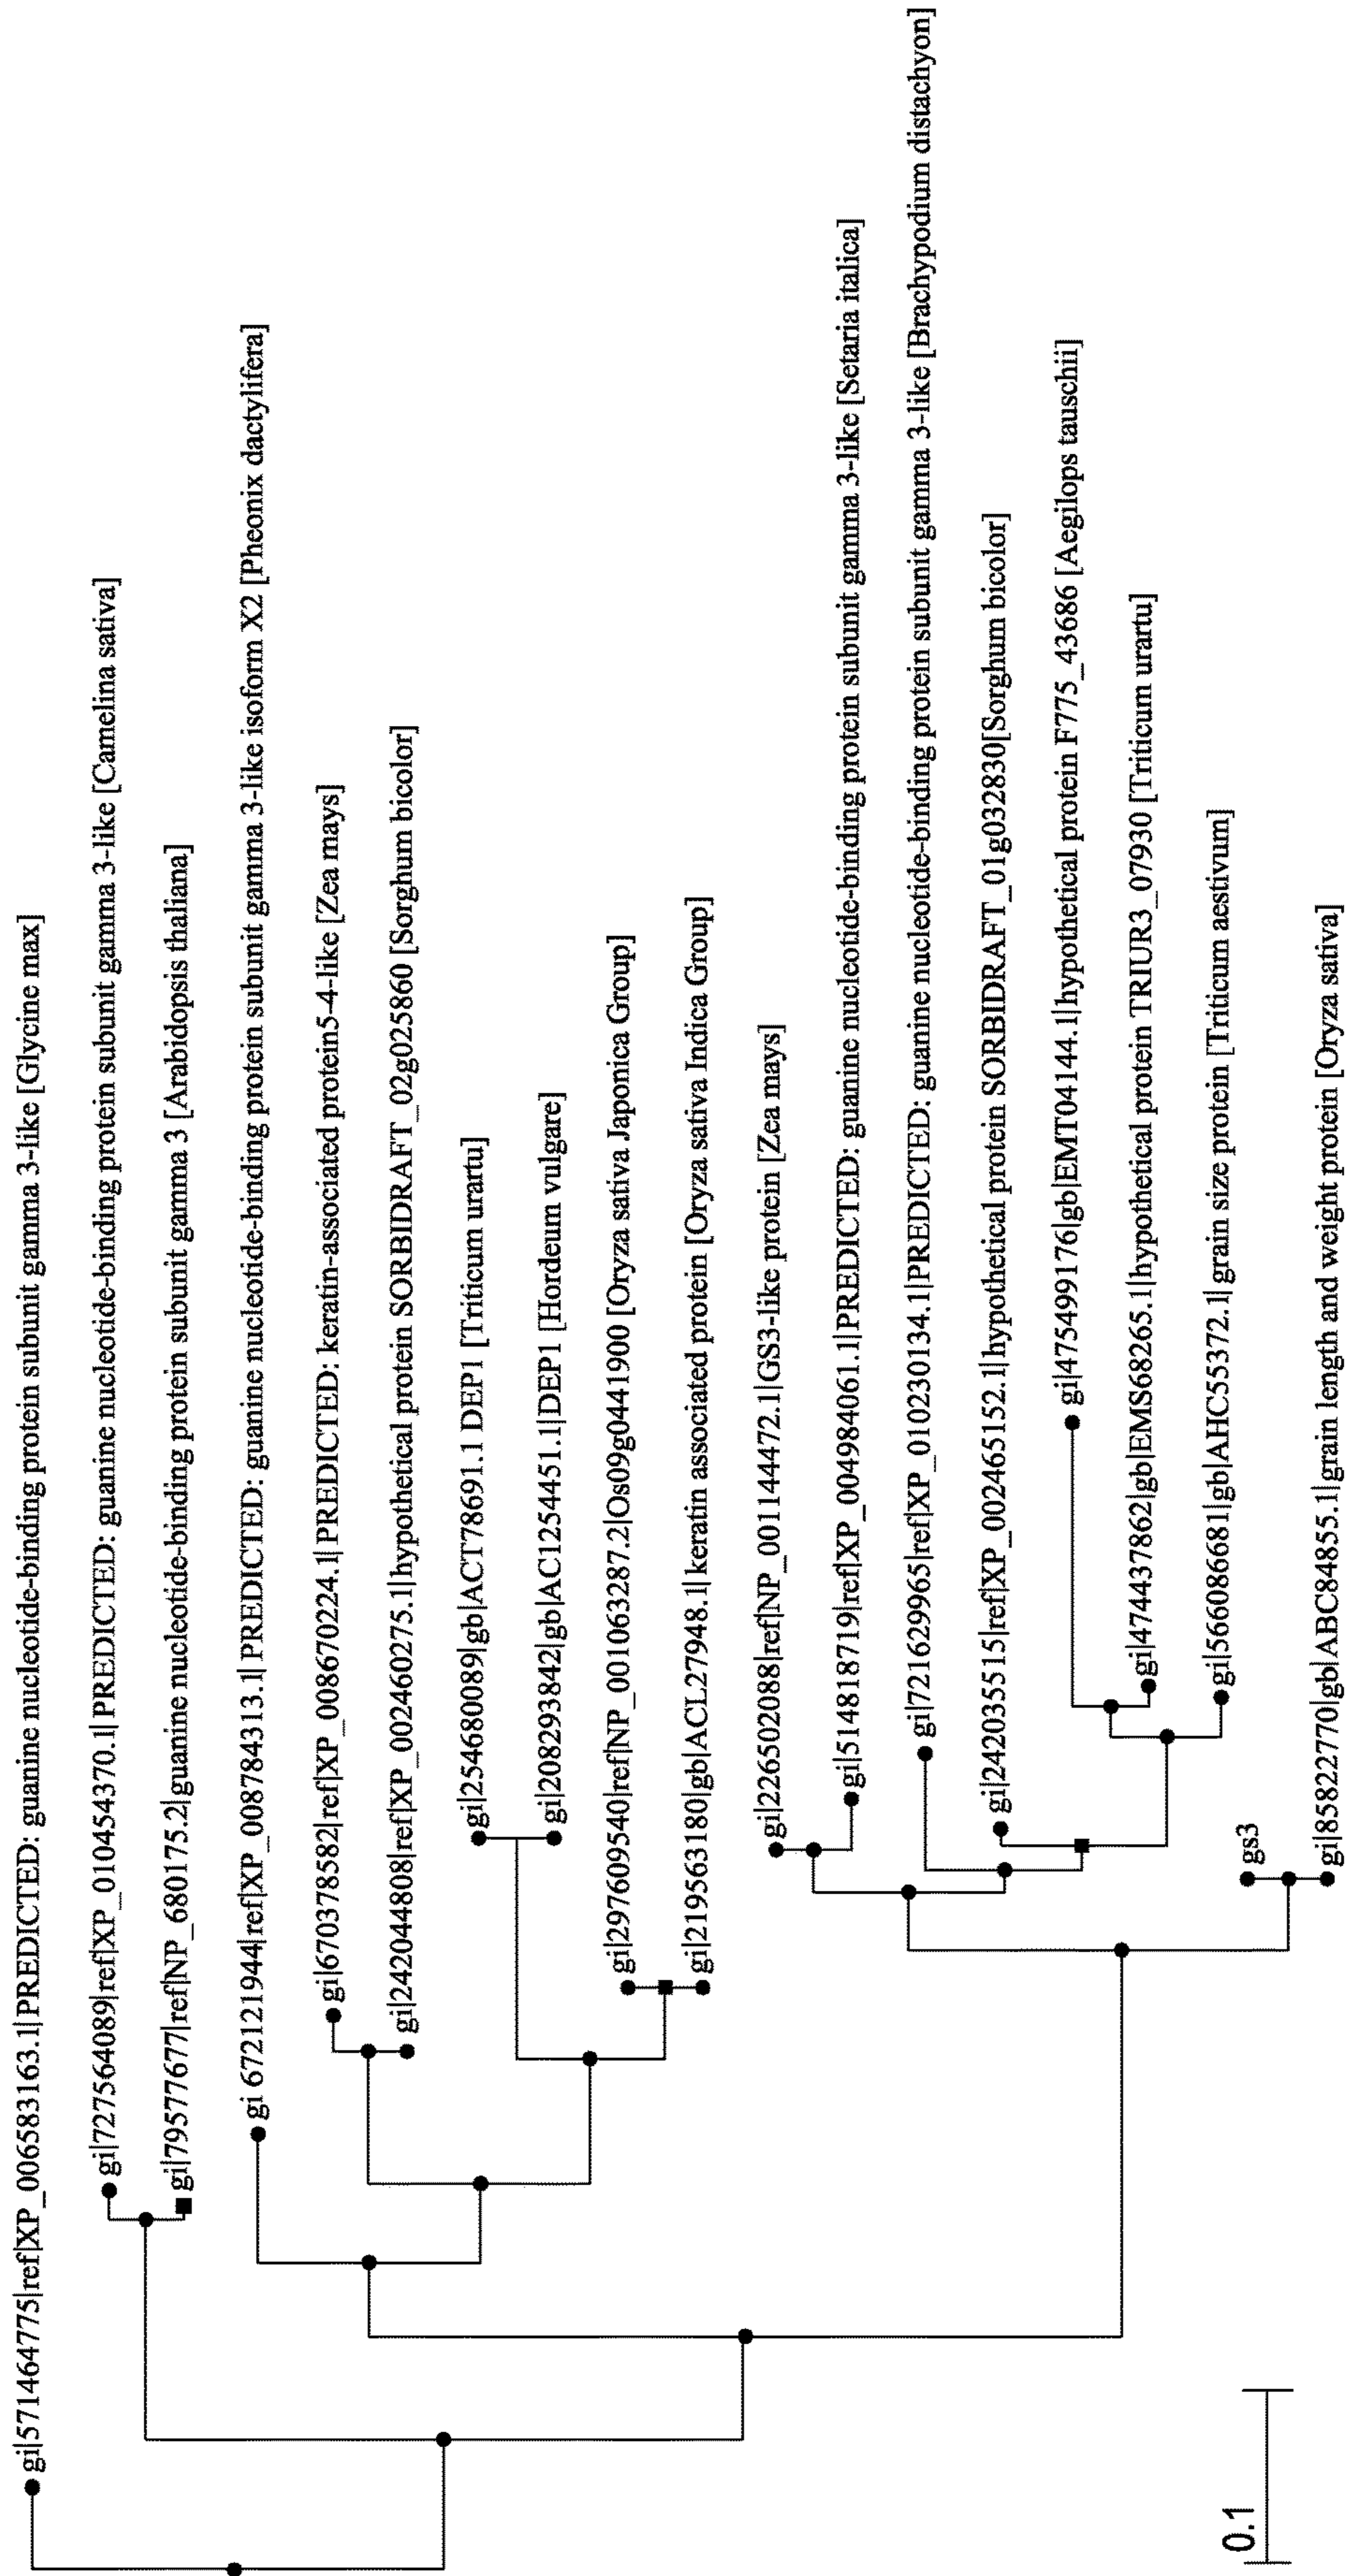 gi|571464775|ref|XP_006583163.1|PREDICTED: guanine nucleotide-binding protein subunit gamma 3-like [Glycine max]
gi|727564089|ref|XP_010454370.1|PREDICTED: guanine nucleotide-binding protein subunit gamma 3-like [Camelina sativa]
gi|79577677|ref|NP_680175.2|guanine nucleotide-binding protein subunit gamma 3 [Arabidopsis thaliana]
gi 672121944|ref|XP_008784313.1|PREDICTED: guanine nucleotide-binding protein subunit gamma 3-like isoform X2 [Pheonix dactylifera]
gi|670378582|ref|XP_008670224.1|PREDICTED: keratin-associated protein5-4-like [Zea mays]
gi|242044808|ref|XP_002460275.1|hypothetical protein SORBIDRAFT_02g025860 [Sorghum bicolor]
gi|254680089|gb|ACT78691.1 DEP1 [Triticum urartu]
gi|208293842|gb|AC1254451.1|DEP1 [Hordeum vulgare]
gi|297609540|ref|NP_001063287.2|Os09g0441900 [Oryza sativa Japonica Group]
gi|219563180|gb|ACL27948.1|keratin associated protein [Oryza sativa Indica Group]
gi|226502088|ref|NP_001144472.1|GS3-like protein [Zea mays]
gi|514818719|ref|XP_004984061.1|PREDICTED: guanine nucleotide-binding protein subunit gamma 3-like [Setaria italica]
gi|721629965|ref|XP_010230134.1|PREDICTED: guanine nucleotide-binding protein subunit gamma 3-like [Brachypodium distachyon]
gi|242035515|ref|XP_002465152.1|hypothetical protein SORBIDRAFT_01g032830[Sorghum bicolor]
gi|475499176|gb|EMT04144.1|hypothetical protein F775_43686 [Aegilops tauschii]
gi|474437862|gb|EMS68265.1|hypothetical protein TRIUR3_07930 [Triticum urartu]
gi|566086681|gb|AHC55372.1|grain size protein [Triticum aestivum]
gs3
gi|85822770|gb|ABC84855.1|grain length and weight protein [Oryza sativa]
0.1